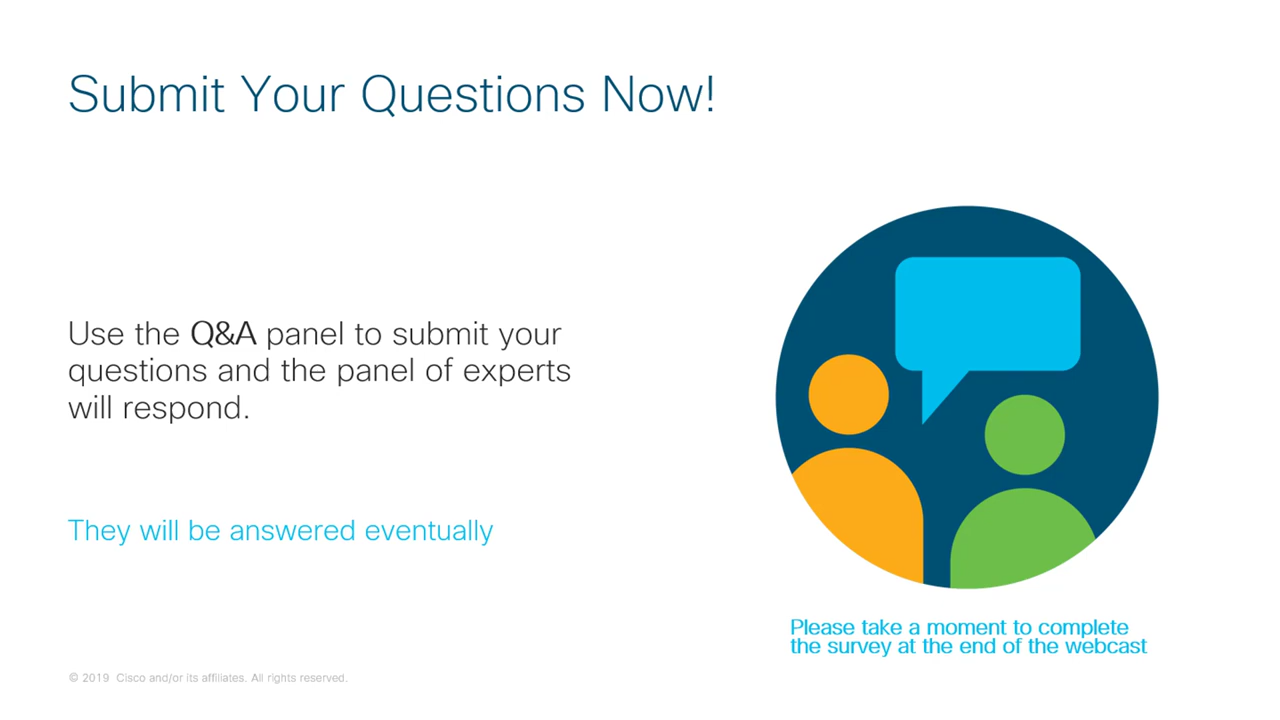 Submit Your Questions Now!
Use the Q&A panel to submit your
questions and the panel of experts
will respond.
They will be answered eventually
Please take a moment to complete
the survey at the end of the webcast
© 2019 Cisco and/or its affiliates. All rights reserved.